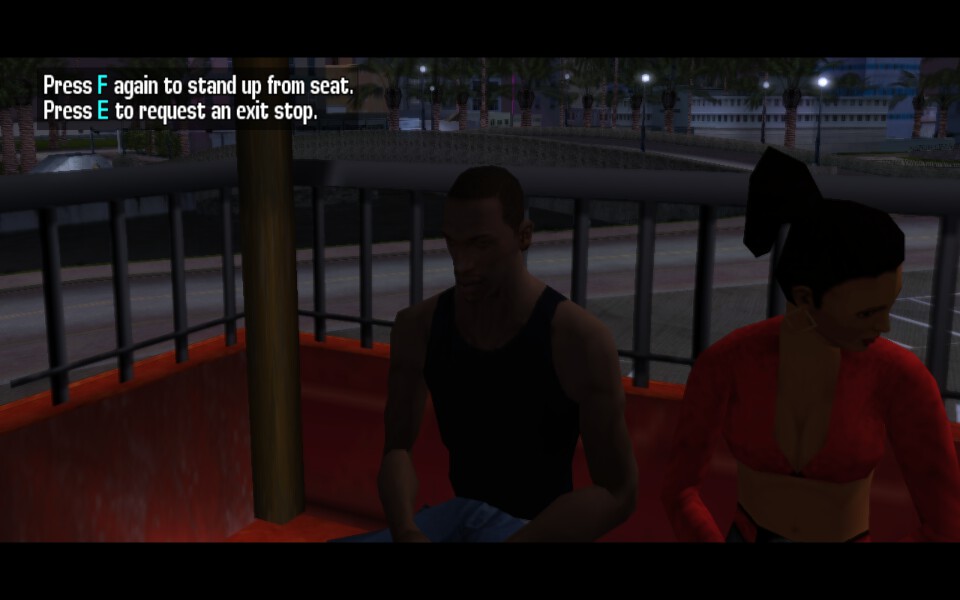 Press F again to stand up from seat.
Press E to request an exit stop.